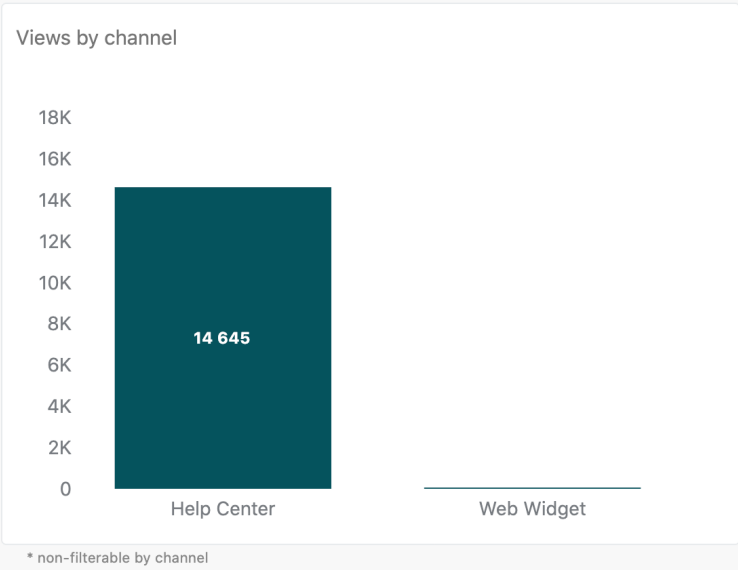 Views by channel
18K
16K
14K
12K
10K
8K
6K
4K
2K
0
14 645
Help Center
Web Widget
* non-filterable by channel